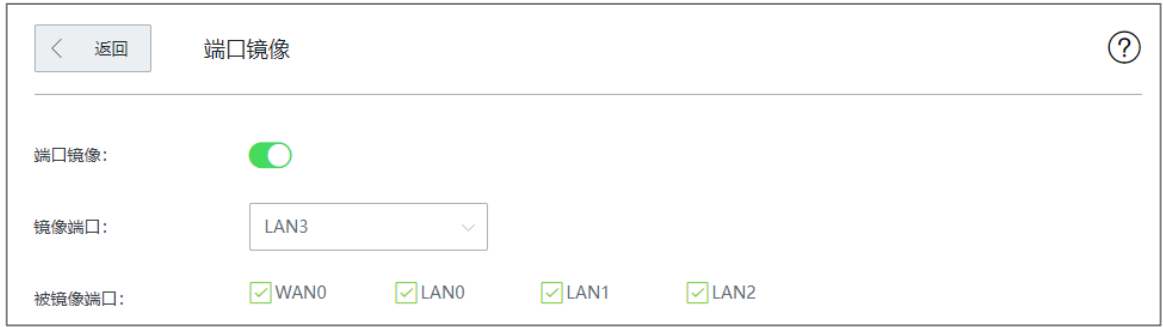 返回 端口镜像 ?
端口镜像：
镜像端口： LAN3
被镜像端口： WAN0 LAN0 LAN1 LAN2